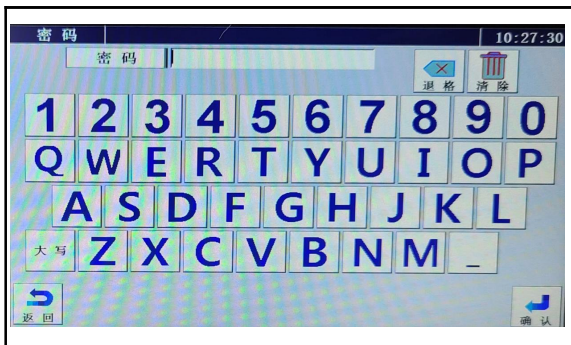 密码 10:27:30
密码
退格 清除
1 2 3 4 5 6 7 8 9 0
Q W E R T Y U I O P
A S D F G H J K L
大写 Z X C V B N M _
返回 确认